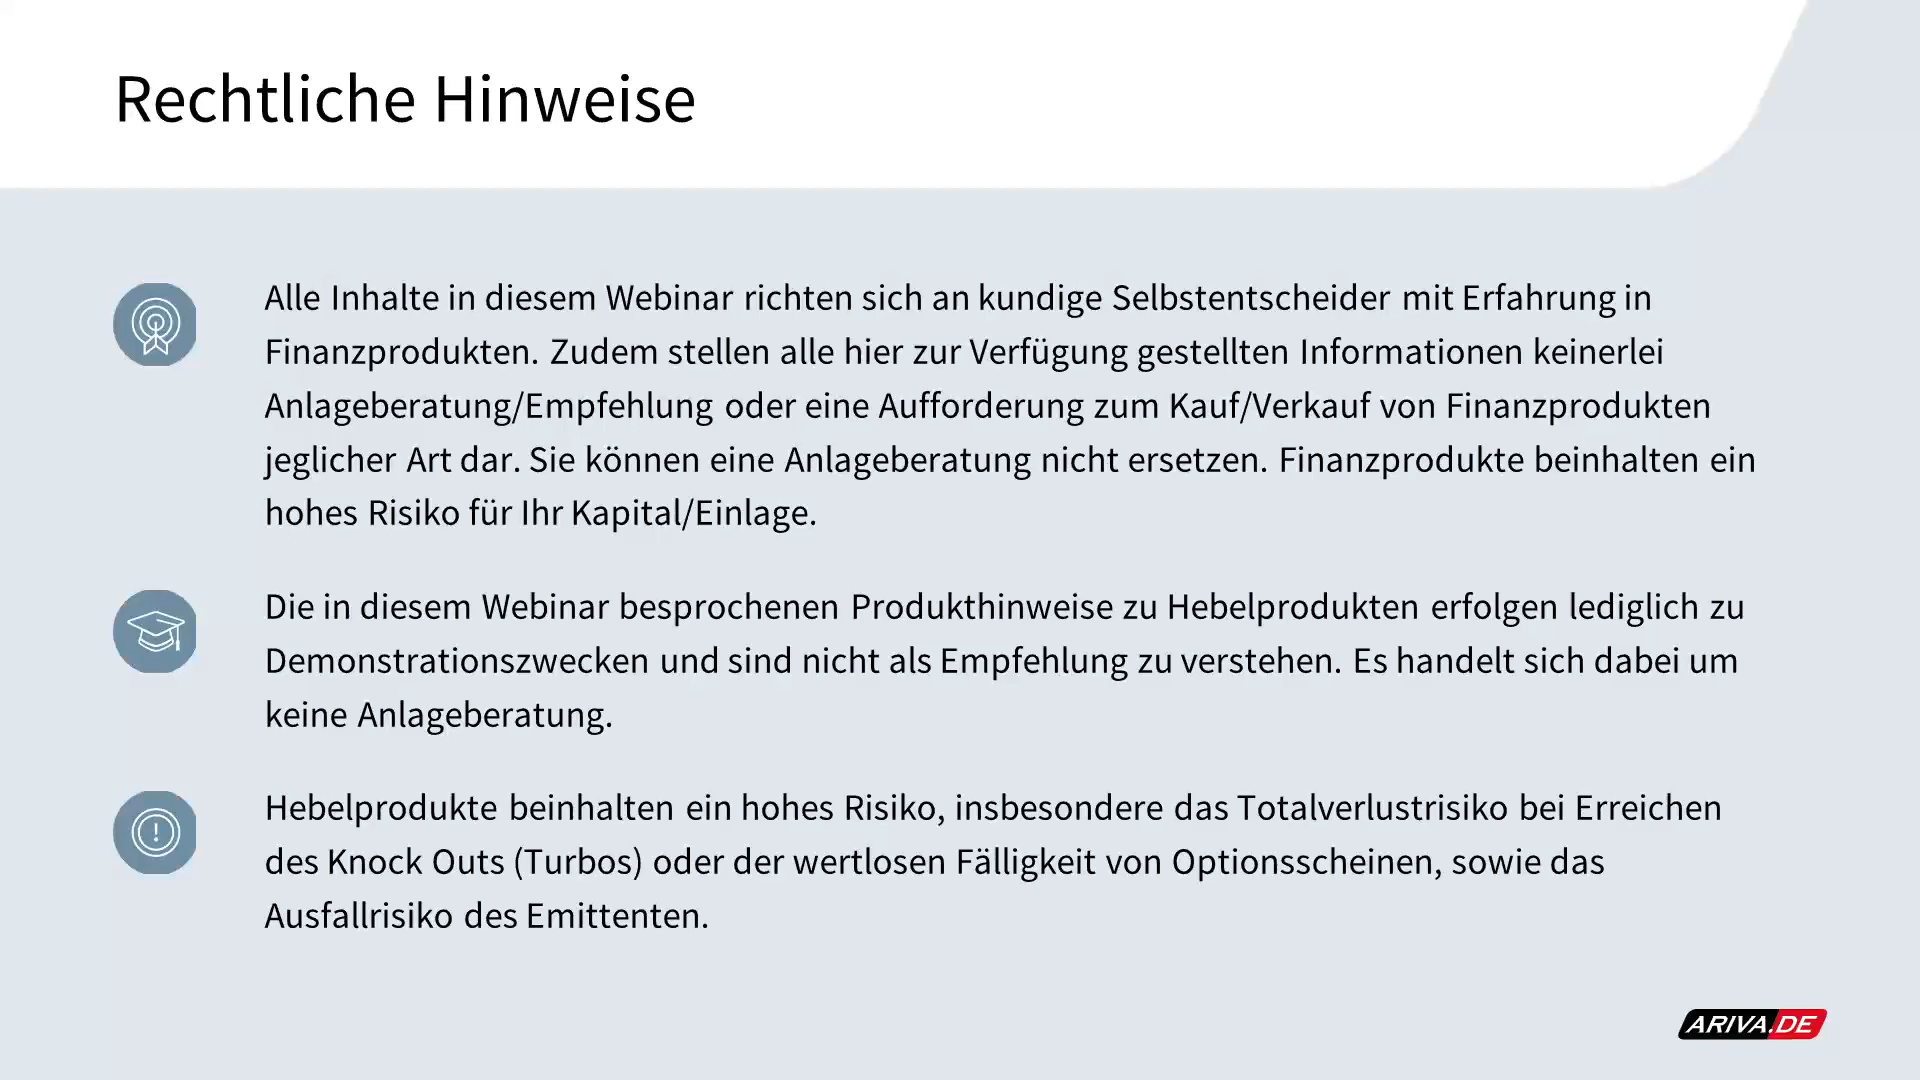 Rechtliche Hinweise
Alle Inhalte in diesem Webinar richten sich an kundige Selbstentscheider mit Erfahrung in
Finanzprodukten. Zudem stellen alle hier zur Verfügung gestellten Informationen keinerlei
Anlageberatung/Empfehlung oder eine Aufforderung zum Kauf/Verkauf von Finanzprodukten
jeglicher Art dar. Sie können eine Anlageberatung nicht ersetzen. Finanzprodukte beinhalten ein
hohes Risiko für Ihr Kapital/Einlage.
Die in diesem Webinar besprochenen Produkthinweise zu Hebelprodukten erfolgen lediglich zu
Demonstrationszwecken und sind nicht als Empfehlung zu verstehen. Es handelt sich dabei um
keine Anlageberatung.
Hebelprodukte beinhalten ein hohes Risiko, insbesondere das Totalverlustrisiko bei Erreichen
des Knock Outs (Turbos) oder der wertlosen Fälligkeit von Optionsscheinen, sowie das
Ausfallrisiko des Emittenten.
ARIVA.DE